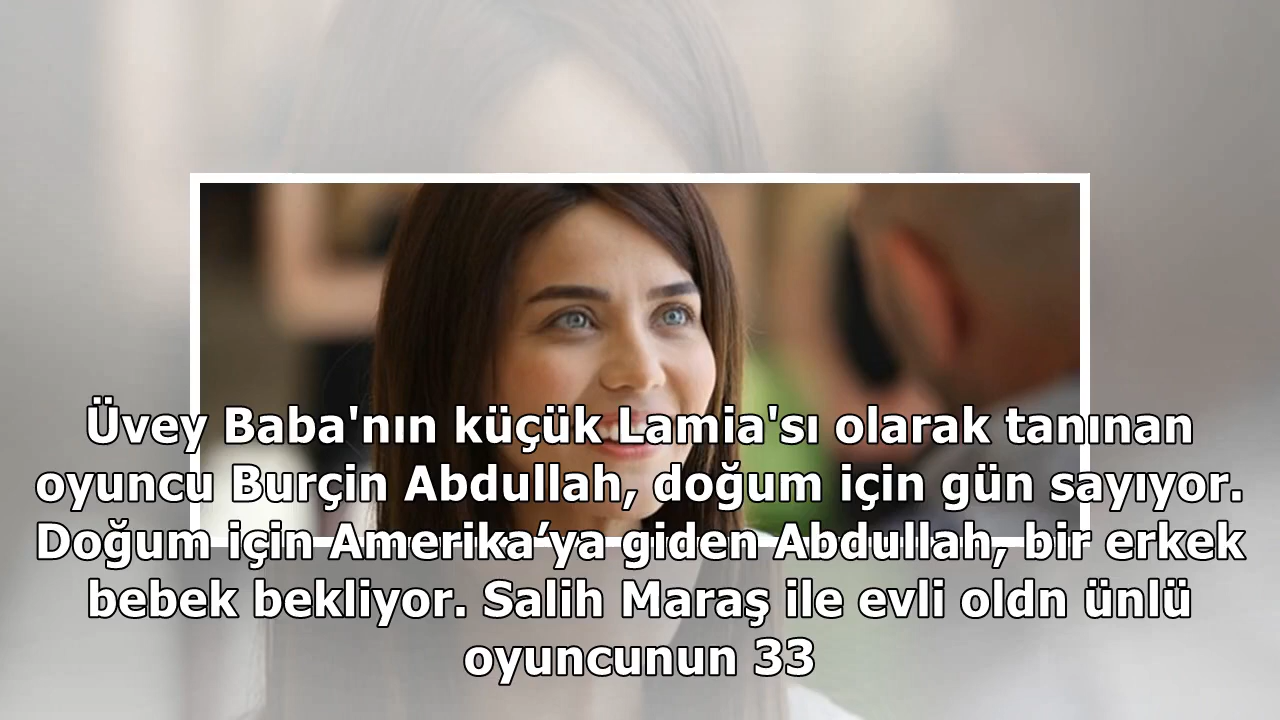 Üvey Baba'nın küçük Lamia'sı olarak tanınan
oyuncu Burçin Abdullah, doğum için gün sayıyor.
Doğum için Amerika’ya giden Abdullah, bir erkek
bebek bekliyor. Salih Maraş ile evli oldn ünlü
oyuncunun 33